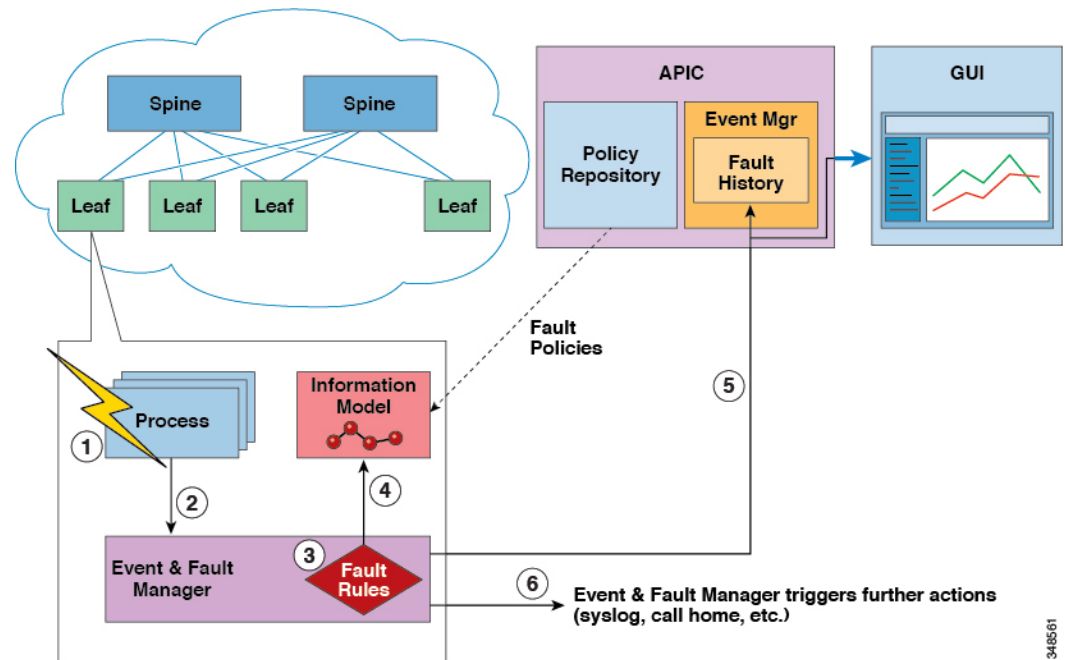 Spine
Spine
Leaf
Leaf
Leaf
Leaf
APIC
Policy
Repository
Event Mgr
Fault
History
GUI
Fault
Policies
Process
1
2
Information
Model
4
5
Event & Fault
Manager
3
Fault
Rules
6
Event & Fault Manager triggers further actions
(syslog, call home, etc.)
348561